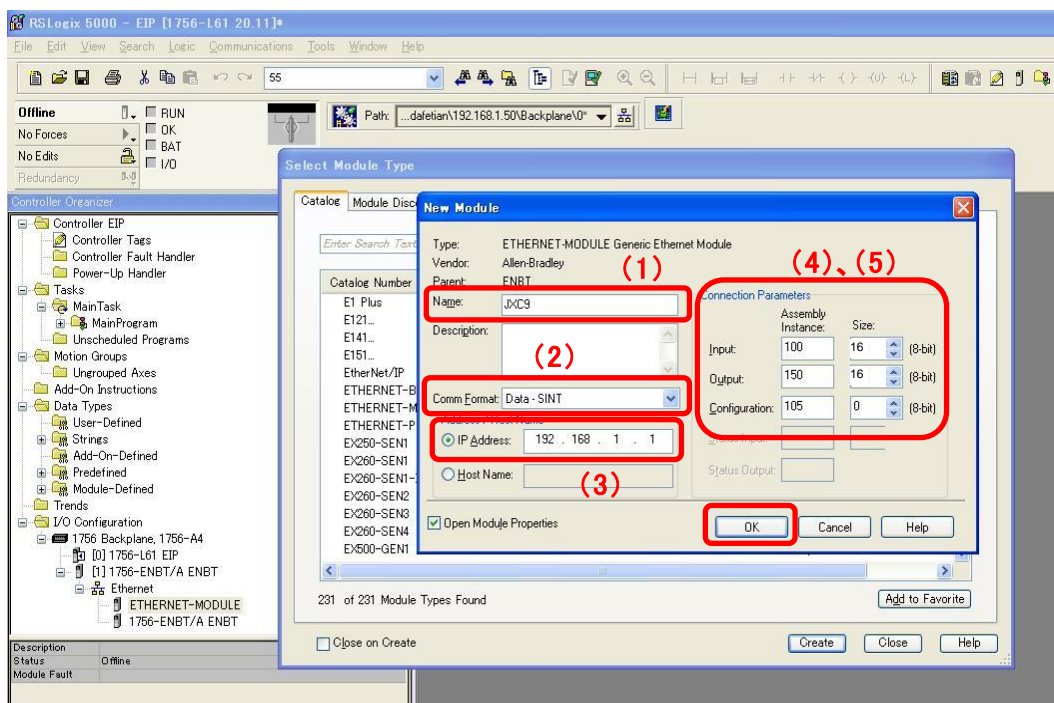 RSLogix 5000 - EIP [1756-L61 20.11]*
File Edit View Search Logic Communications Tools Window Help
55
Offline
RUN
No Forces
OK
BAT
No Edits
I/O
Redundancy
Path: ...dafetian\192.168.1.50\Backplane\0*
Controller Organizer
Controller EIP
Controller Tags
Controller Fault Handler
Power-Up Handler
Tasks
MainTask
MainProgram
Unscheduled Programs
Motion Groups
Ungrouped Axes
Add-On Instructions
Data Types
User-Defined
Strings
Add-On-Defined
Predefined
Module-Defined
Trends
I/O Configuration
1756 Backplane, 1756-A4
[0] 1756-L61 EIP
[1] 1756-ENBT/A ENBT
Ethernet
ETHERNET-MODULE
1756-ENBT/A ENBT
Description
Status Offline
Module Fault
Select Module Type
Catalog Module Disc
Enter Search Text
Catalog Number
E1 Plus
E121...
E141...
E151...
EtherNet/IP
ETHERNET-B
ETHERNET-M
ETHERNET-P
EX250-SEN1
EX260-SEN1
EX260-SEN1-
EX260-SEN2
EX260-SEN3
EX260-SEN4
EX500-GEN1
231 of 231 Module Types Found
Add to Favorite
Close on Create
Create Close Help
New Module
Type: ETHERNET-MODULE Generic Ethernet Module
Vendor: Allen-Bradley
Parent: ENBT
(1)
Name: JXC9
Description:
(2)
Comm Format: Data - SINT
Address / Host Name
IP Address: 192 . 168 . 1 . 1
Host Name:
(3)
Open Module Properties
(4)、(5)
Connection Parameters
Assembly Instance: Size:
Input: 100 16 (8-bit)
Output: 150 16 (8-bit)
Configuration: 105 0 (8-bit)
Status Input:
Status Output:
OK Cancel Help